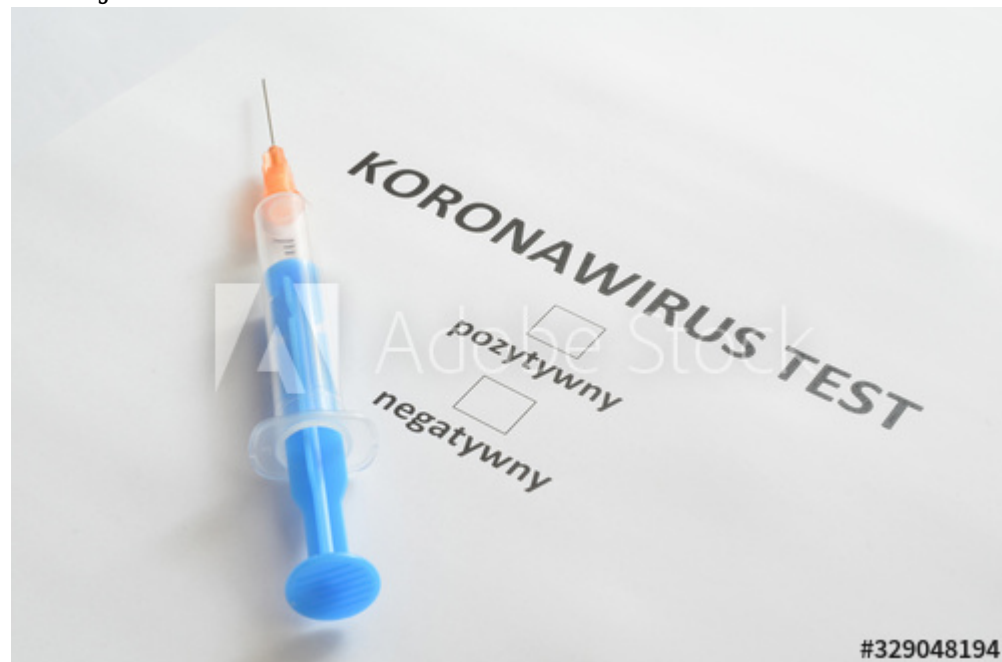 KORONAWIRUS TEST
pozytywny
negatywny
Adobe Stock
#329048194